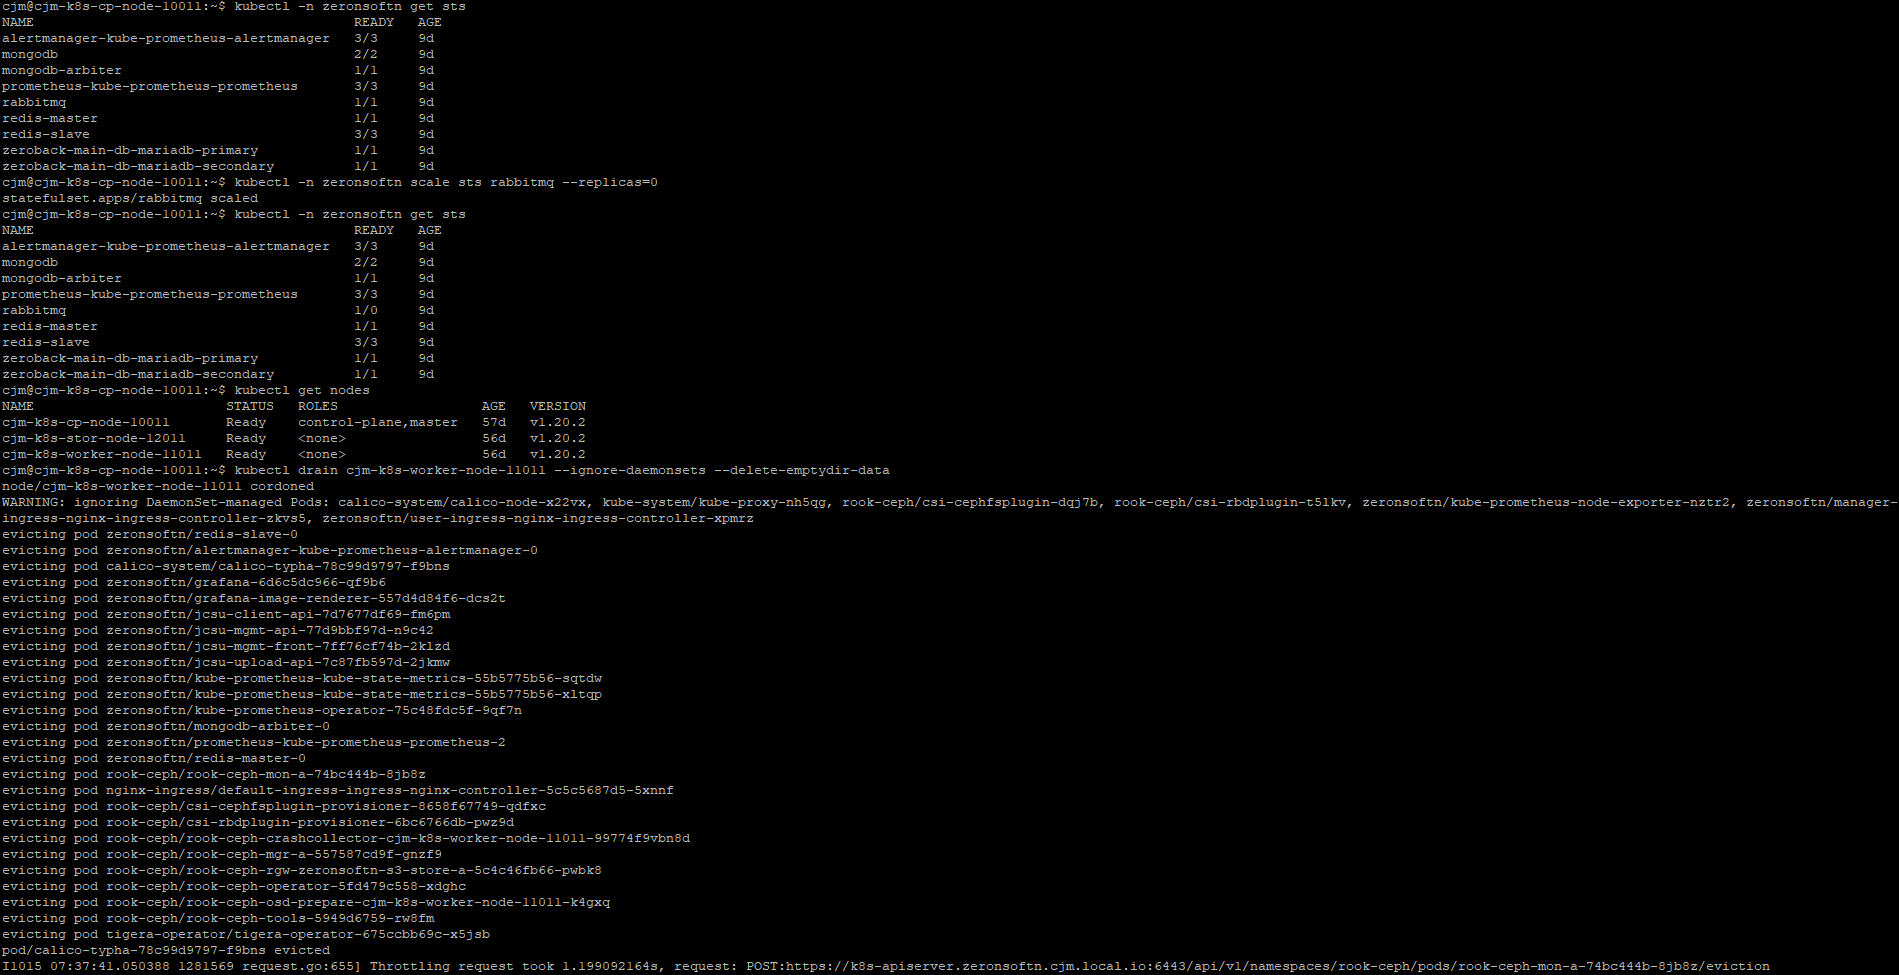 cjm@cjm-k8s-cp-node-10011:~$ kubectl -n zeronsoftn get sts
NAME READY AGE
alertmanager-kube-prometheus-alertmanager 3/3 9d
mongodb 2/2 9d
mongodb-arbiter 1/1 9d
prometheus-kube-prometheus-prometheus 3/3 9d
rabbitmq 1/1 9d
redis-master 1/1 9d
redis-slave 3/3 9d
zeroback-main-db-mariadb-primary 1/1 9d
zeroback-main-db-mariadb-secondary 1/1 9d
cjm@cjm-k8s-cp-node-10011:~$ kubectl -n zeronsoftn scale sts rabbitmq --replicas=0
statefulset.apps/rabbitmq scaled
cjm@cjm-k8s-cp-node-10011:~$ kubectl -n zeronsoftn get sts
NAME READY AGE
alertmanager-kube-prometheus-alertmanager 3/3 9d
mongodb 2/2 9d
mongodb-arbiter 1/1 9d
prometheus-kube-prometheus-prometheus 3/3 9d
rabbitmq 1/0 9d
redis-master 1/1 9d
redis-slave 3/3 9d
zeroback-main-db-mariadb-primary 1/1 9d
zeroback-main-db-mariadb-secondary 1/1 9d
cjm@cjm-k8s-cp-node-10011:~$ kubectl get nodes
NAME STATUS ROLES AGE VERSION
cjm-k8s-cp-node-10011 Ready control-plane,master 57d v1.20.2
cjm-k8s-stor-node-12011 Ready <none> 56d v1.20.2
cjm-k8s-worker-node-11011 Ready <none> 56d v1.20.2
cjm@cjm-k8s-cp-node-10011:~$ kubectl drain cjm-k8s-worker-node-11011 --ignore-daemonsets --delete-emptydir-data
node/cjm-k8s-worker-node-11011 cordoned
WARNING: ignoring DaemonSet-managed Pods: calico-system/calico-node-x22vx, kube-system/kube-proxy-nh5qg, rook-ceph/csi-cephfsplugin-dqj7b, rook-ceph/csi-rbdplugin-t5lkv, zeronsoftn/kube-prometheus-node-exporter-nztr2, zeronsoftn/manager-
ingress-nginx-ingress-controller-zkvs5, zeronsoftn/user-ingress-nginx-ingress-controller-xpmrz
evicting pod zeronsoftn/redis-slave-0
evicting pod zeronsoftn/alertmanager-kube-prometheus-alertmanager-0
evicting pod calico-system/calico-typha-78c99d9797-f9bns
evicting pod zeronsoftn/grafana-6d6c5dc966-qf9b6
evicting pod zeronsoftn/grafana-image-renderer-557d4d84f6-dcs2t
evicting pod zeronsoftn/jcsu-client-api-7d7677df69-fm6pm
evicting pod zeronsoftn/jcsu-mgmt-api-77d9bbf97d-n9c42
evicting pod zeronsoftn/jcsu-mgmt-front-7ff76cf74b-2klzd
evicting pod zeronsoftn/jcsu-upload-api-7c87fb597d-2jkmw
evicting pod zeronsoftn/kube-prometheus-kube-state-metrics-55b5775b56-sqtdw
evicting pod zeronsoftn/kube-prometheus-kube-state-metrics-55b5775b56-xltqp
evicting pod zeronsoftn/kube-prometheus-operator-75c48fdc5f-9qf7n
evicting pod zeronsoftn/mongodb-arbiter-0
evicting pod zeronsoftn/prometheus-kube-prometheus-prometheus-2
evicting pod zeronsoftn/redis-master-0
evicting pod rook-ceph/rook-ceph-mon-a-74bc444b-8jb8z
evicting pod nginx-ingress/default-ingress-ingress-nginx-controller-5c5c5687d5-5xnnf
evicting pod rook-ceph/csi-cephfsplugin-provisioner-8658f67749-qdfxc
evicting pod rook-ceph/csi-rbdplugin-provisioner-6bc6766db-pwz9d
evicting pod rook-ceph/rook-ceph-crashcollector-cjm-k8s-worker-node-11011-99774f9vbn8d
evicting pod rook-ceph/rook-ceph-mgr-a-557587cd9f-gnzf9
evicting pod rook-ceph/rook-ceph-rgw-zeronsoftn-s3-store-a-5c4c46fb66-pwbk8
evicting pod rook-ceph/rook-ceph-operator-5fd479c558-xdghc
evicting pod rook-ceph/rook-ceph-osd-prepare-cjm-k8s-worker-node-11011-k4gxq
evicting pod rook-ceph/rook-ceph-tools-5949d6759-rw8fm
evicting pod tigera-operator/tigera-operator-675ccbb69c-x5jsb
pod/calico-typha-78c99d9797-f9bns evicted
I1015 07:37:41.050388 1281569 request.go:655] Throttling request took 1.199092164s, request: POST:https://k8s-apiserver.zeronsoftn.cjm.local.io:6443/api/v1/namespaces/rook-ceph/pods/rook-ceph-mon-a-74bc444b-8jb8z/eviction